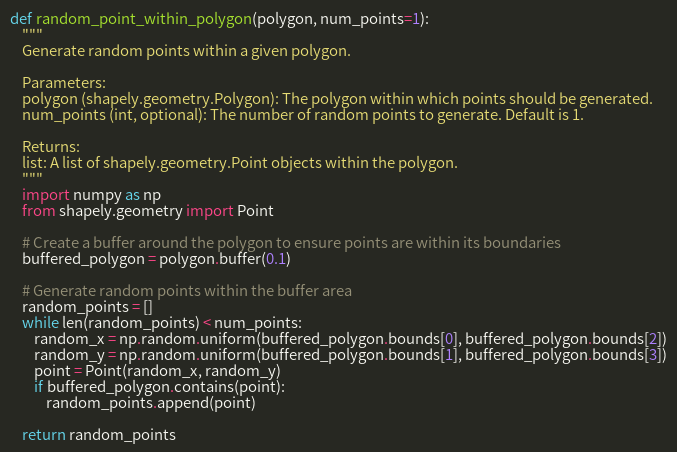 def random_point_within_polygon(polygon, num_points=1):
"""
Generate random points within a given polygon.
Parameters:
polygon (shapely.geometry.Polygon): The polygon within which points should be generated.
num_points (int, optional): The number of random points to generate. Default is 1.
Returns:
list: A list of shapely.geometry.Point objects within the polygon.
"""
import numpy as np
from shapely.geometry import Point
# Create a buffer around the polygon to ensure points are within its boundaries
buffered_polygon = polygon.buffer(0.1)
# Generate random points within the buffer area
random_points = []
while len(random_points) < num_points:
random_x = np.random.uniform(buffered_polygon.bounds[0], buffered_polygon.bounds[2])
random_y = np.random.uniform(buffered_polygon.bounds[1], buffered_polygon.bounds[3])
point = Point(random_x, random_y)
if buffered_polygon.contains(point):
random_points.append(point)
return random_points